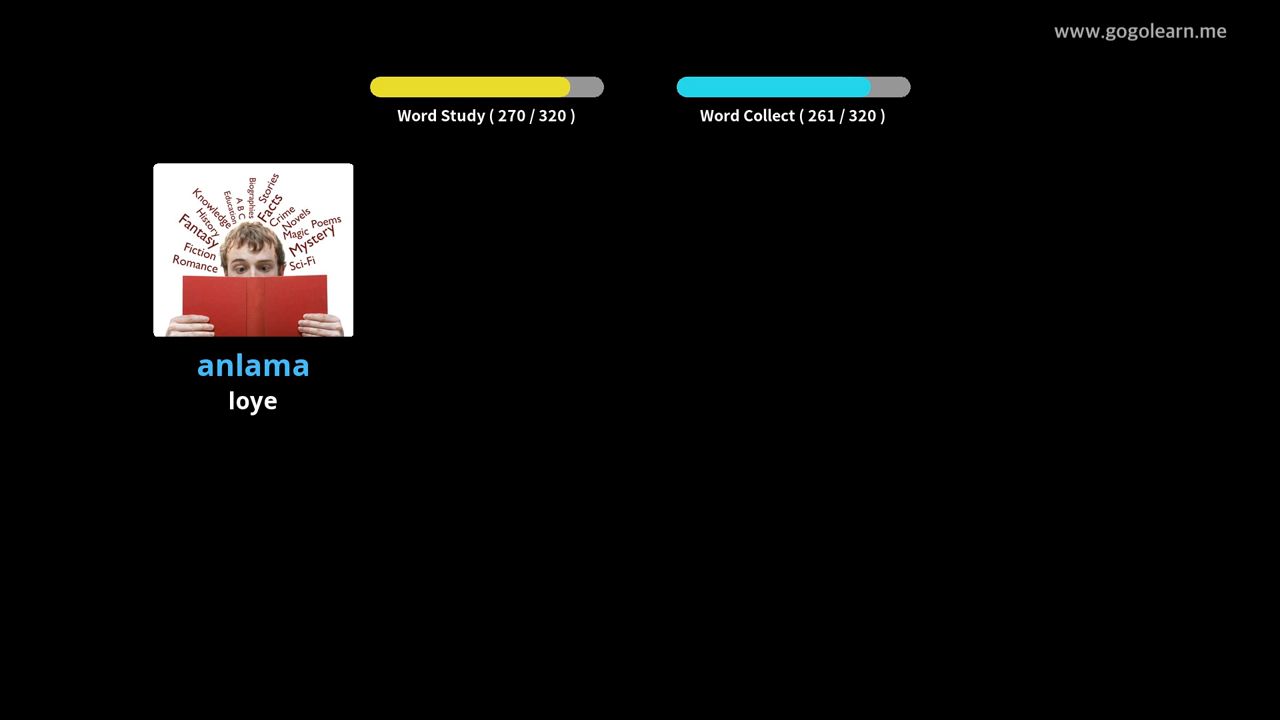 www.gogolearn.me
Word Study ( 270 / 320 )
Word Collect ( 261 / 320 )
Stories
Biographies
Facts
A B C
Education
Knowledge
Crime
Novels
History
Poems
Magic
Fantasy
Mystery
Fiction
Sci-Fi
Romance
anlama
loye